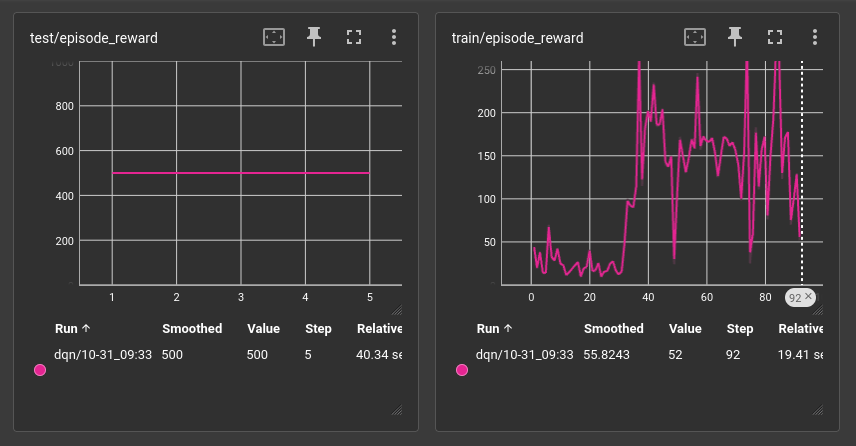 test/episode_reward
1000
800
600
400
200
1 2 3 4 5
Run ↑ Smoothed Value Step Relative
dqn/10-31_09:33 500 500 5 40.34 se
train/episode_reward
250
200
150
100
50
0 20 40 60 80 92 ×
Run ↑ Smoothed Value Step Relative
dqn/10-31_09:33 55.8243 52 92 19.41 se